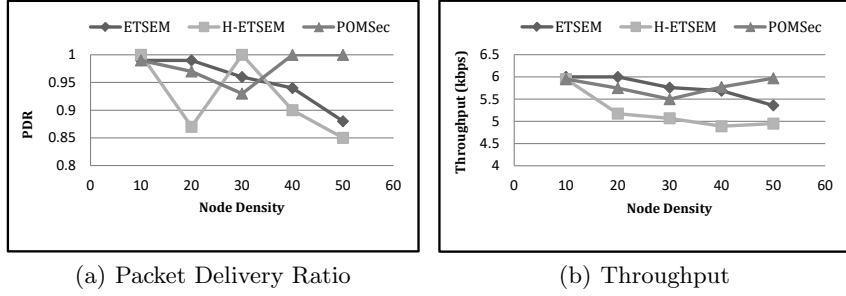 ETSEM H-ETSEM POMSec
1
0.95
0.9
0.85
0.8
PDR
0 10 20 30 40 50 60
Node Density
(a) Packet Delivery Ratio
ETSEM H-ETSEM POMSec
6.5
6
5.5
5
4.5
4
Throughput (kbps)
0 10 20 30 40 50 60
Node Density
(b) Throughput